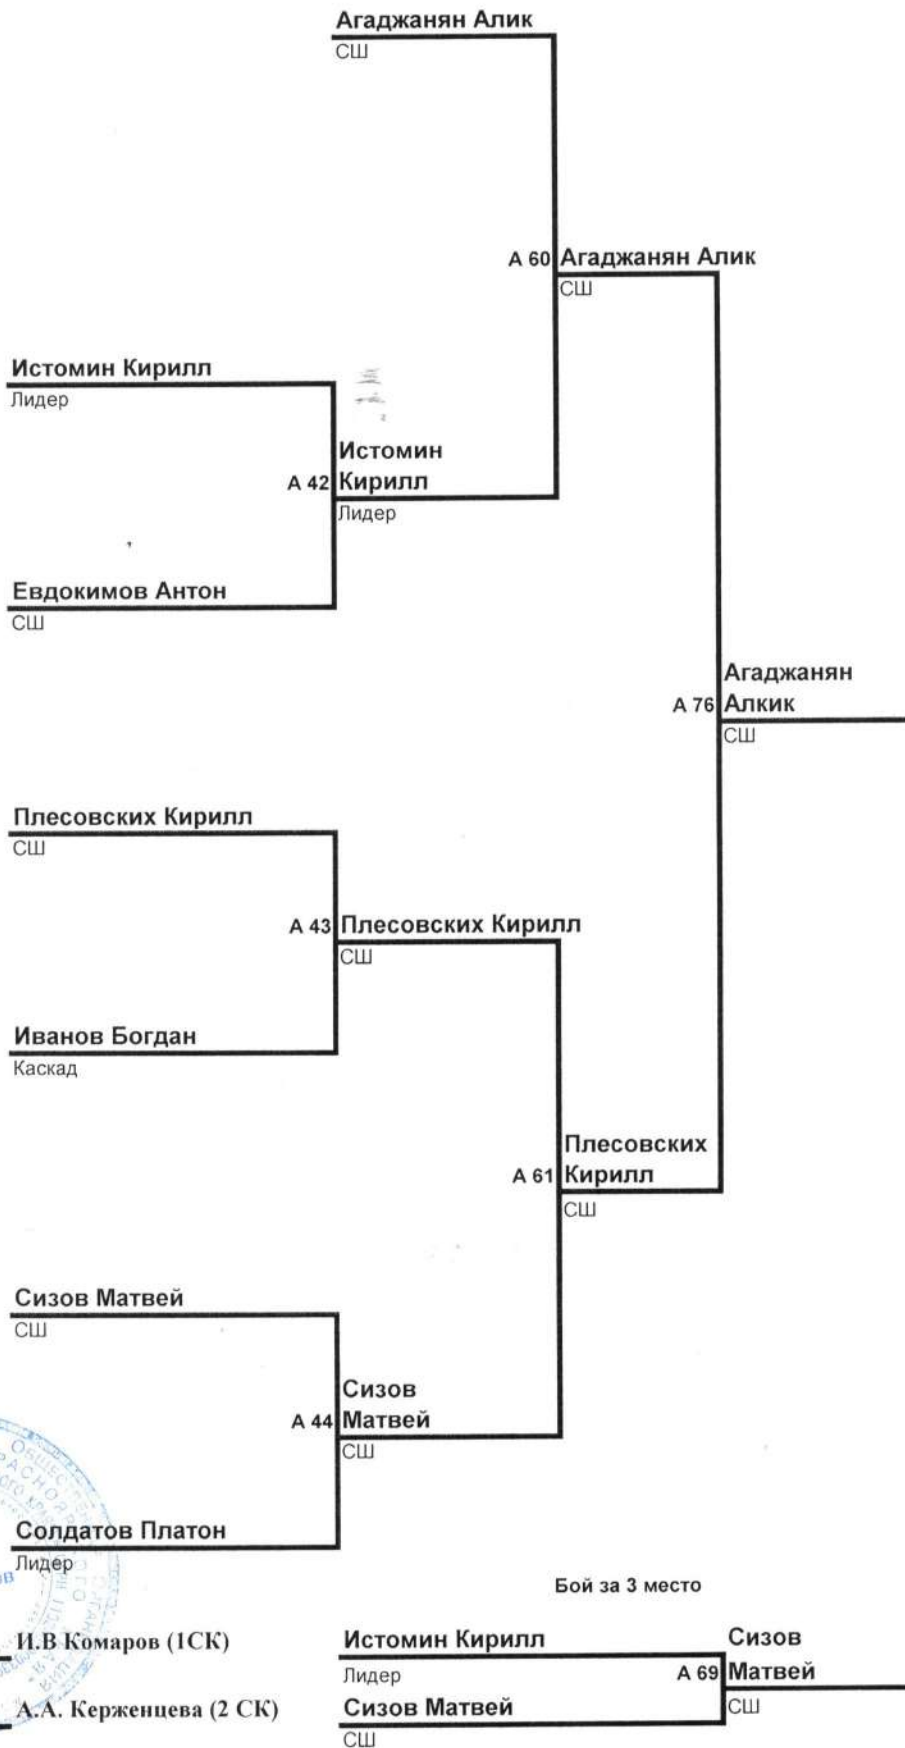 Агаджанян Алик
СШ
А 60 Агаджанян Алик
СШ
Истомин Кирилл
Лидер
Истомин
А 42 Кирилл
Лидер
Евдокимов Антон
СШ
Агаджанян
А 76 Алкик
СШ
Плесовских Кирилл
СШ
А 43 Плесовских Кирилл
СШ
Иванов Богдан
Каскад
Плесовских
А 61 Кирилл
СШ
Сизов Матвей
СШ
Сизов
А 44 Матвей
СШ
Солдатов Платон
Лидер
Бой за 3 место
И.В Комаров (1СК)
Истомин Кирилл
Лидер
Сизов
А 69 Матвей
СШ
А.А. Керженцева (2 СК)
Сизов Матвей
СШ